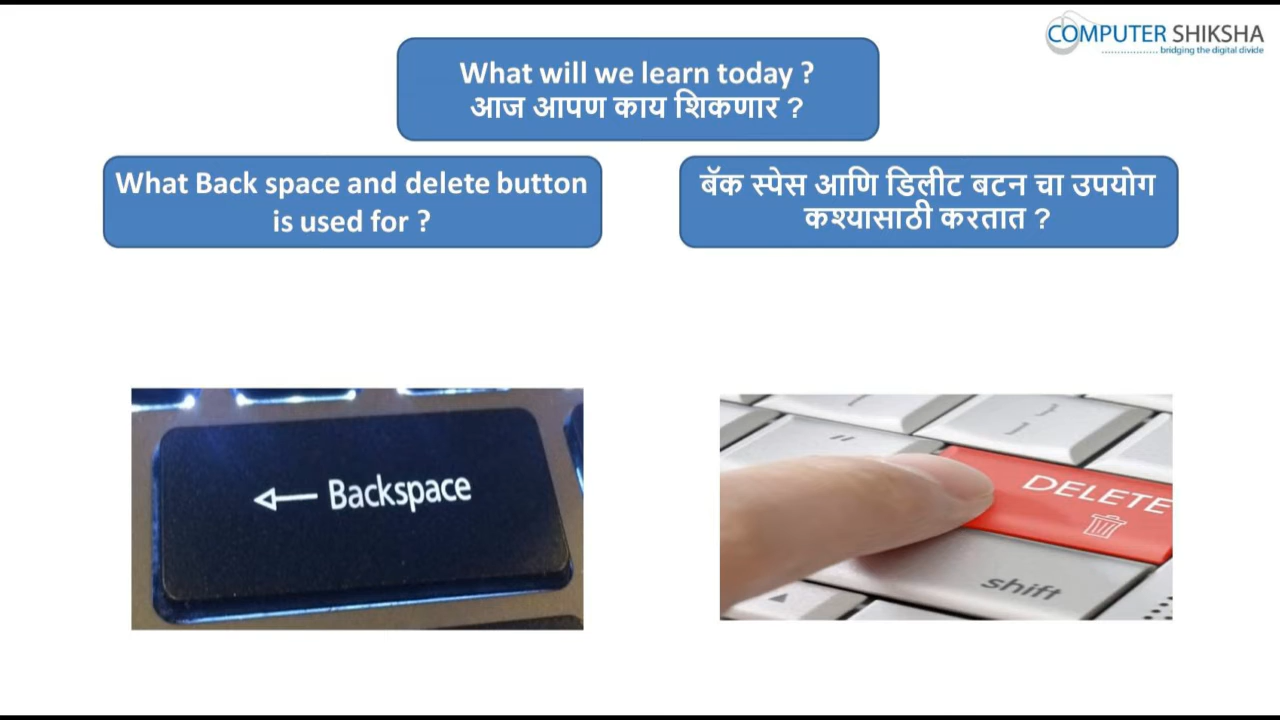 COMPUTER SHIKSHA
bridging the digital divide
What will we learn today ?
आज आपण काय शिकणार ?
What Back space and delete button
is used for ?
बॅक स्पेस आणि डिलीट बटन चा उपयोग
कश्यासाठी करतात ?
Backspace
DELETE
shift